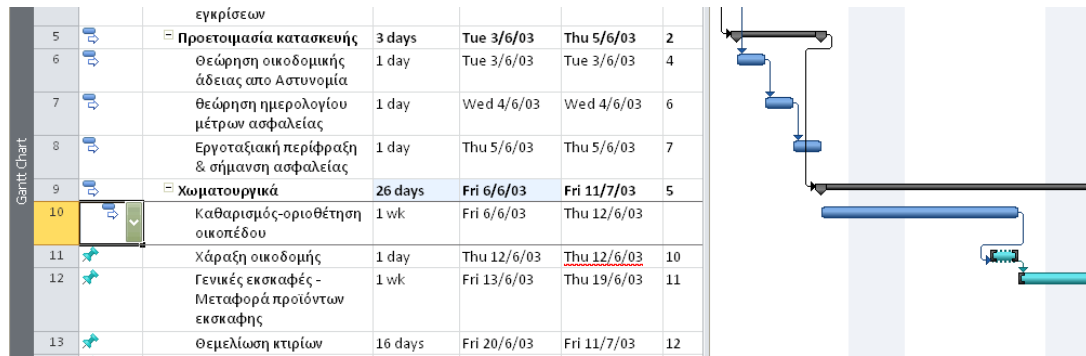 εγκρίσεων
5 Προετοιμασία κατασκευής 3 days Tue 3/6/03 Thu 5/6/03 2
6 Θεώρηση οικοδομικής 1 day Tue 3/6/03 Tue 3/6/03 4
άδειας απο Αστυνομία
7 θεώρηση ημερολογίου 1 day Wed 4/6/03 Wed 4/6/03 6
μέτρων ασφαλείας
8 Εργοταξιακή περίφραξη 1 day Thu 5/6/03 Thu 5/6/03 7
& σήμανση ασφαλείας
9 Χωματουργικά 26 days Fri 6/6/03 Fri 11/7/03 5
10 Καθαρισμός-οριοθέτηση 1 wk Fri 6/6/03 Thu 12/6/03
οικοπέδου
11 Χάραξη οικοδομής 1 day Thu 12/6/03 Thu 12/6/03 10
12 Γενικές εκσκαφές - 1 wk Fri 13/6/03 Thu 19/6/03 11
Μεταφορά προϊόντων
εκσκαφης
13 Θεμελίωση κτιρίων 16 days Fri 20/6/03 Fri 11/7/03 12
Gantt Chart